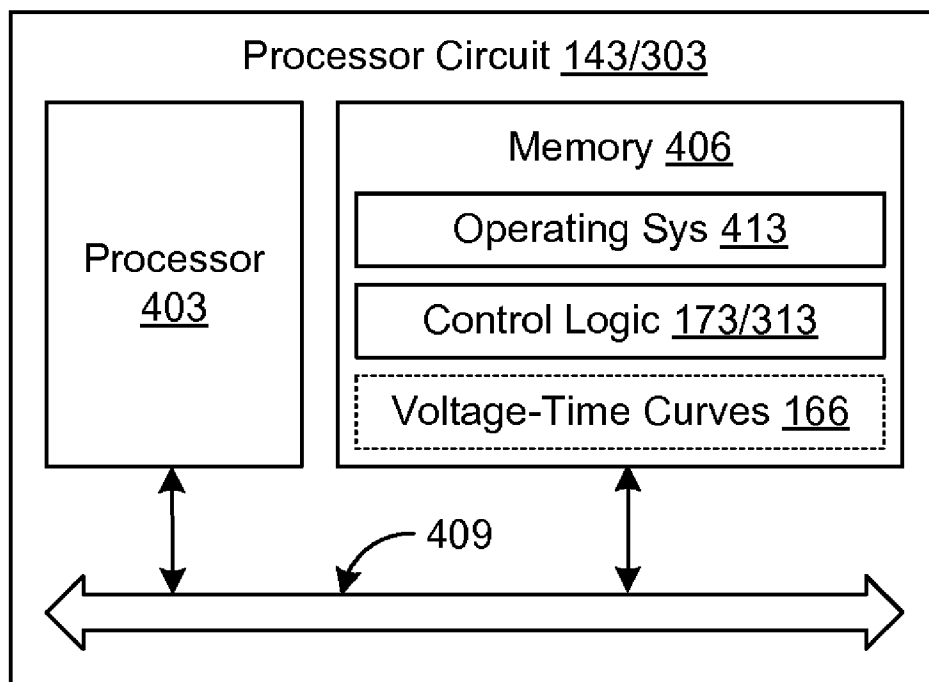 Processor Circuit 143/303
Processor
403
Memory 406
Operating Sys 413
Control Logic 173/313
Voltage-Time Curves 166
409